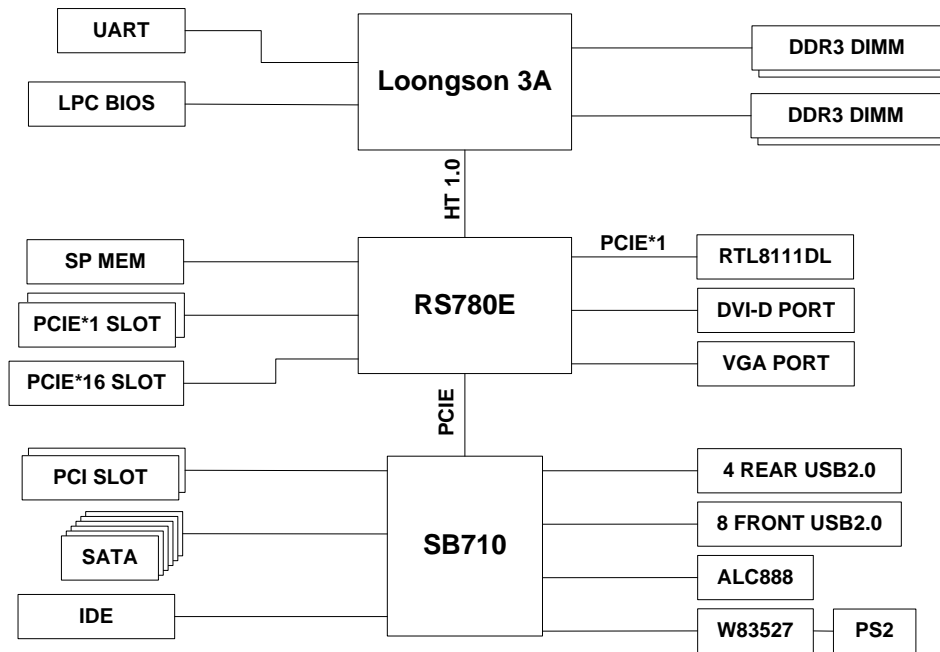 UART
Loongson 3A
DDR3 DIMM
LPC BIOS
DDR3 DIMM
HT 1.0
SP MEM
PCIE*1
RTL8111DL
PCIE*1 SLOT
RS780E
DVI-D PORT
PCIE*16 SLOT
VGA PORT
PCIE
PCI SLOT
4 REAR USB2.0
SATA
SB710
8 FRONT USB2.0
ALC888
IDE
W83527
PS2